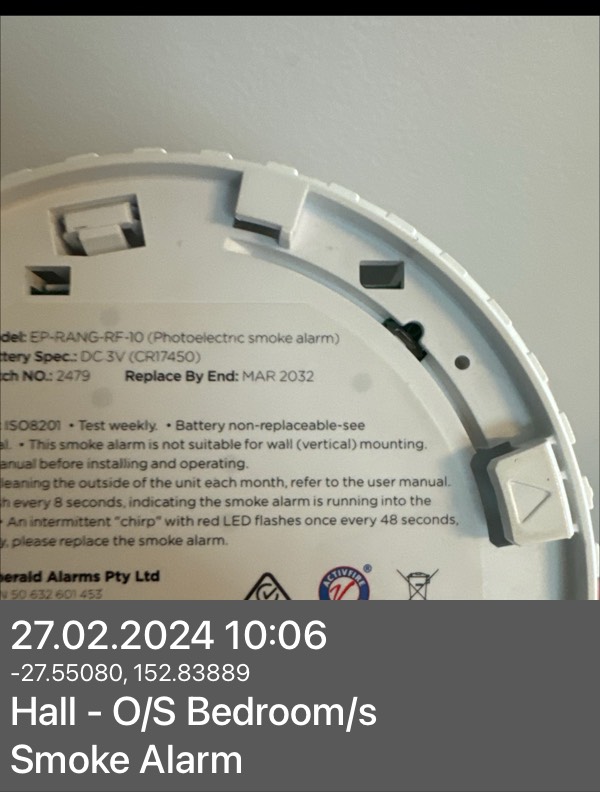 del: EP-RANG-RF-10 (Photoelectric smoke alarm)
ttery Spec.: DC 3V (CR17450)
tch NO.: 2479 Replace By End: MAR 2032
: ISO8201 • Test weekly. • Battery non-replaceable-see
al. • This smoke alarm is not suitable for wall (vertical) mounting.
anual before installing and operating.
leaning the outside of the unit each month, refer to the user manual.
h every 8 seconds, indicating the smoke alarm is running into the
• An intermittent "chirp" with red LED flashes once every 48 seconds,
y, please replace the smoke alarm.
erald Alarms Pty Ltd
N 50 632 601 453
ACTIVFIRE
®
27.02.2024 10:06
-27.55080, 152.83889
Hall - O/S Bedroom/s
Smoke Alarm